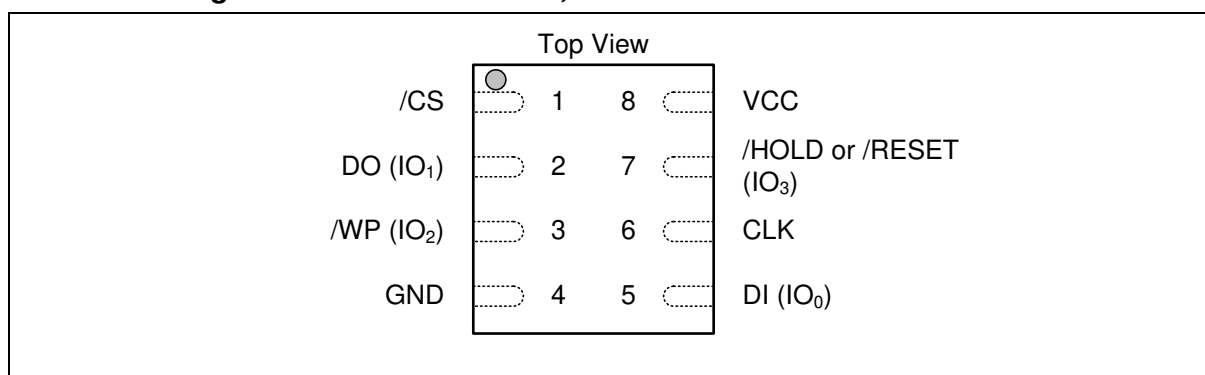 Top View
/CS 1 8 VCC
DO (IO₁) 2 7 /HOLD or /RESET
(IO₃)
/WP (IO₂) 3 6 CLK
GND 4 5 DI (IO₀)